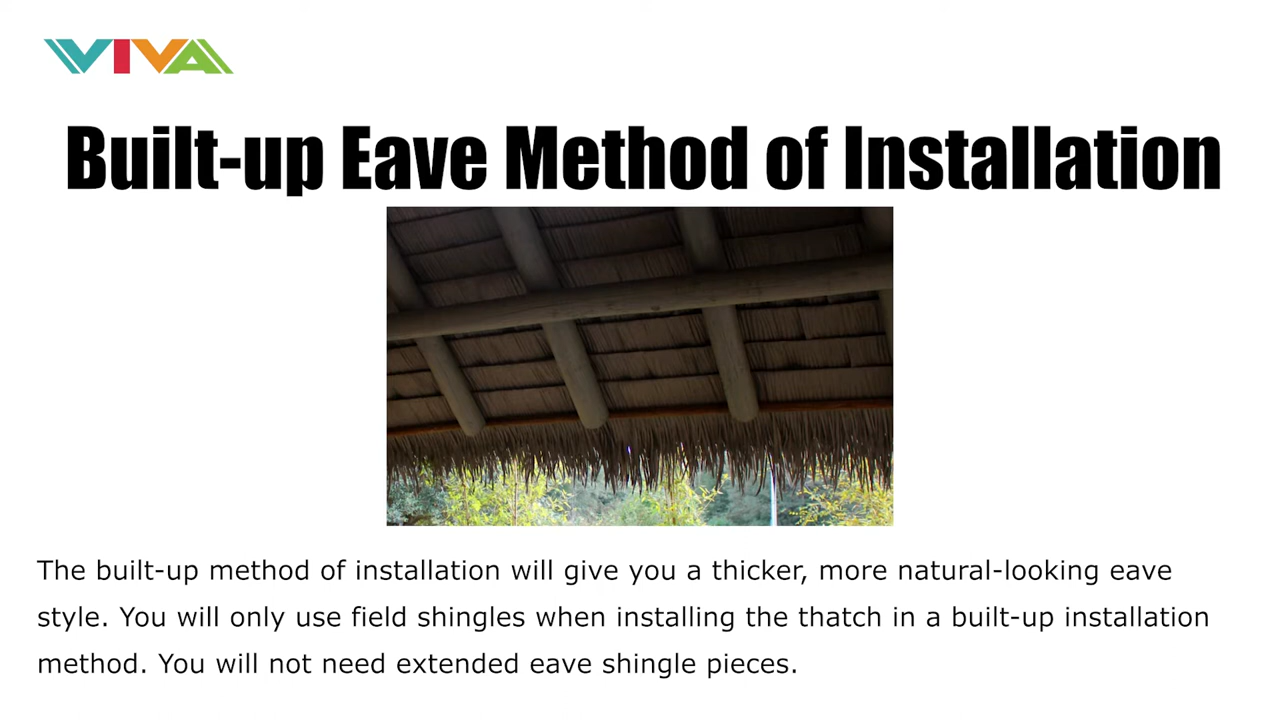 VIVA
Built-up Eave Method of Installation
The built-up method of installation will give you a thicker, more natural-looking eave
style. You will only use field shingles when installing the thatch in a built-up installation
method. You will not need extended eave shingle pieces.